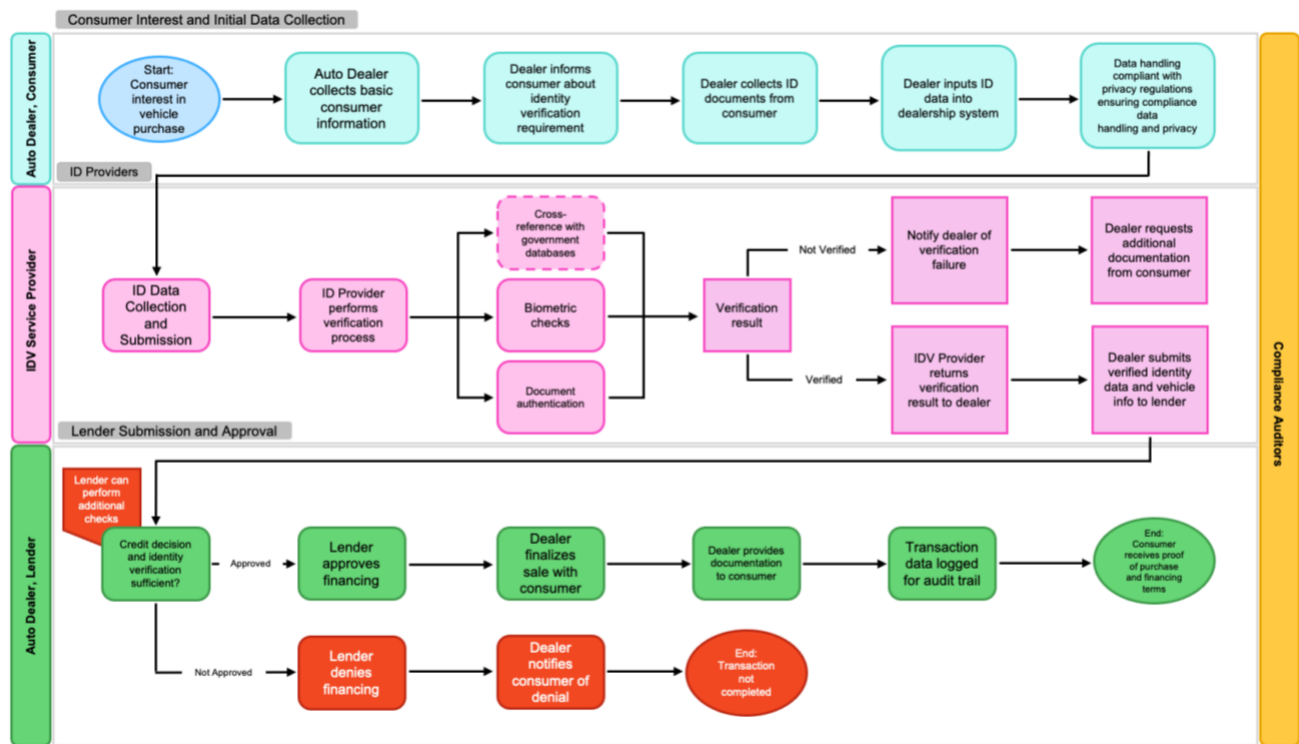 Consumer Interest and Initial Data Collection
Auto Dealer, Consumer
Start:
Consumer
interest in
vehicle
purchase
Auto Dealer
collects basic
consumer
information
Dealer informs
consumer about
identity
verification
requirement
Dealer collects ID
documents from
consumer
Dealer inputs ID
data into
dealership system
Data handling
compliant with
privacy regulations
ensuring compliance
data
handling and privacy
ID Providers
IDV Service Provider
ID Data
Collection
and
Submission
ID Provider
performs
verification
process
Cross-
reference with
government
databases
Biometric
checks
Document
authentication
Verification
result
Not Verified
Notify dealer of
verification
failure
Dealer requests
additional
documentation
from consumer
Verified
IDV Provider
returns
verification
result to dealer
Dealer submits
verified identity
data and vehicle
info to lender
Compliance Auditors
Lender Submission and Approval
Auto Dealer, Lender
Lender can
perform
additional
checks
Credit decision
and identity
verification
sufficient?
Approved
Lender
approves
financing
Dealer
finalizes
sale with
consumer
Dealer provides
documentation
to consumer
Transaction
data logged
for audit trail
End:
Consumer
receives proof
of purchase
and financing
terms
Not Approved
Lender
denies
financing
Dealer
notifies
consumer of
denial
End:
Transaction
not
completed